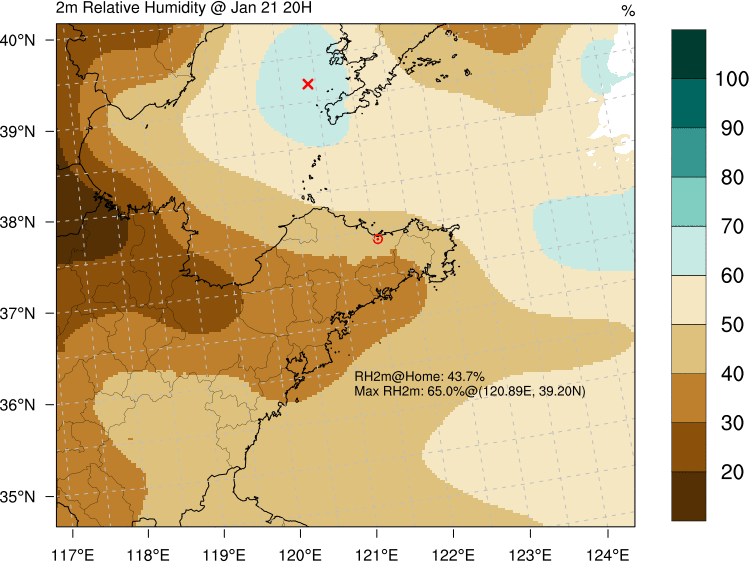 2m Relative Humidity @ Jan 21 20H
%
40°N
39°N
38°N
37°N
36°N
35°N
117°E 118°E 119°E 120°E 121°E 122°E 123°E 124°E
RH2m@Home: 43.7%
Max RH2m: 65.0%@(120.89E, 39.20N)
100
90
80
70
60
50
40
30
20